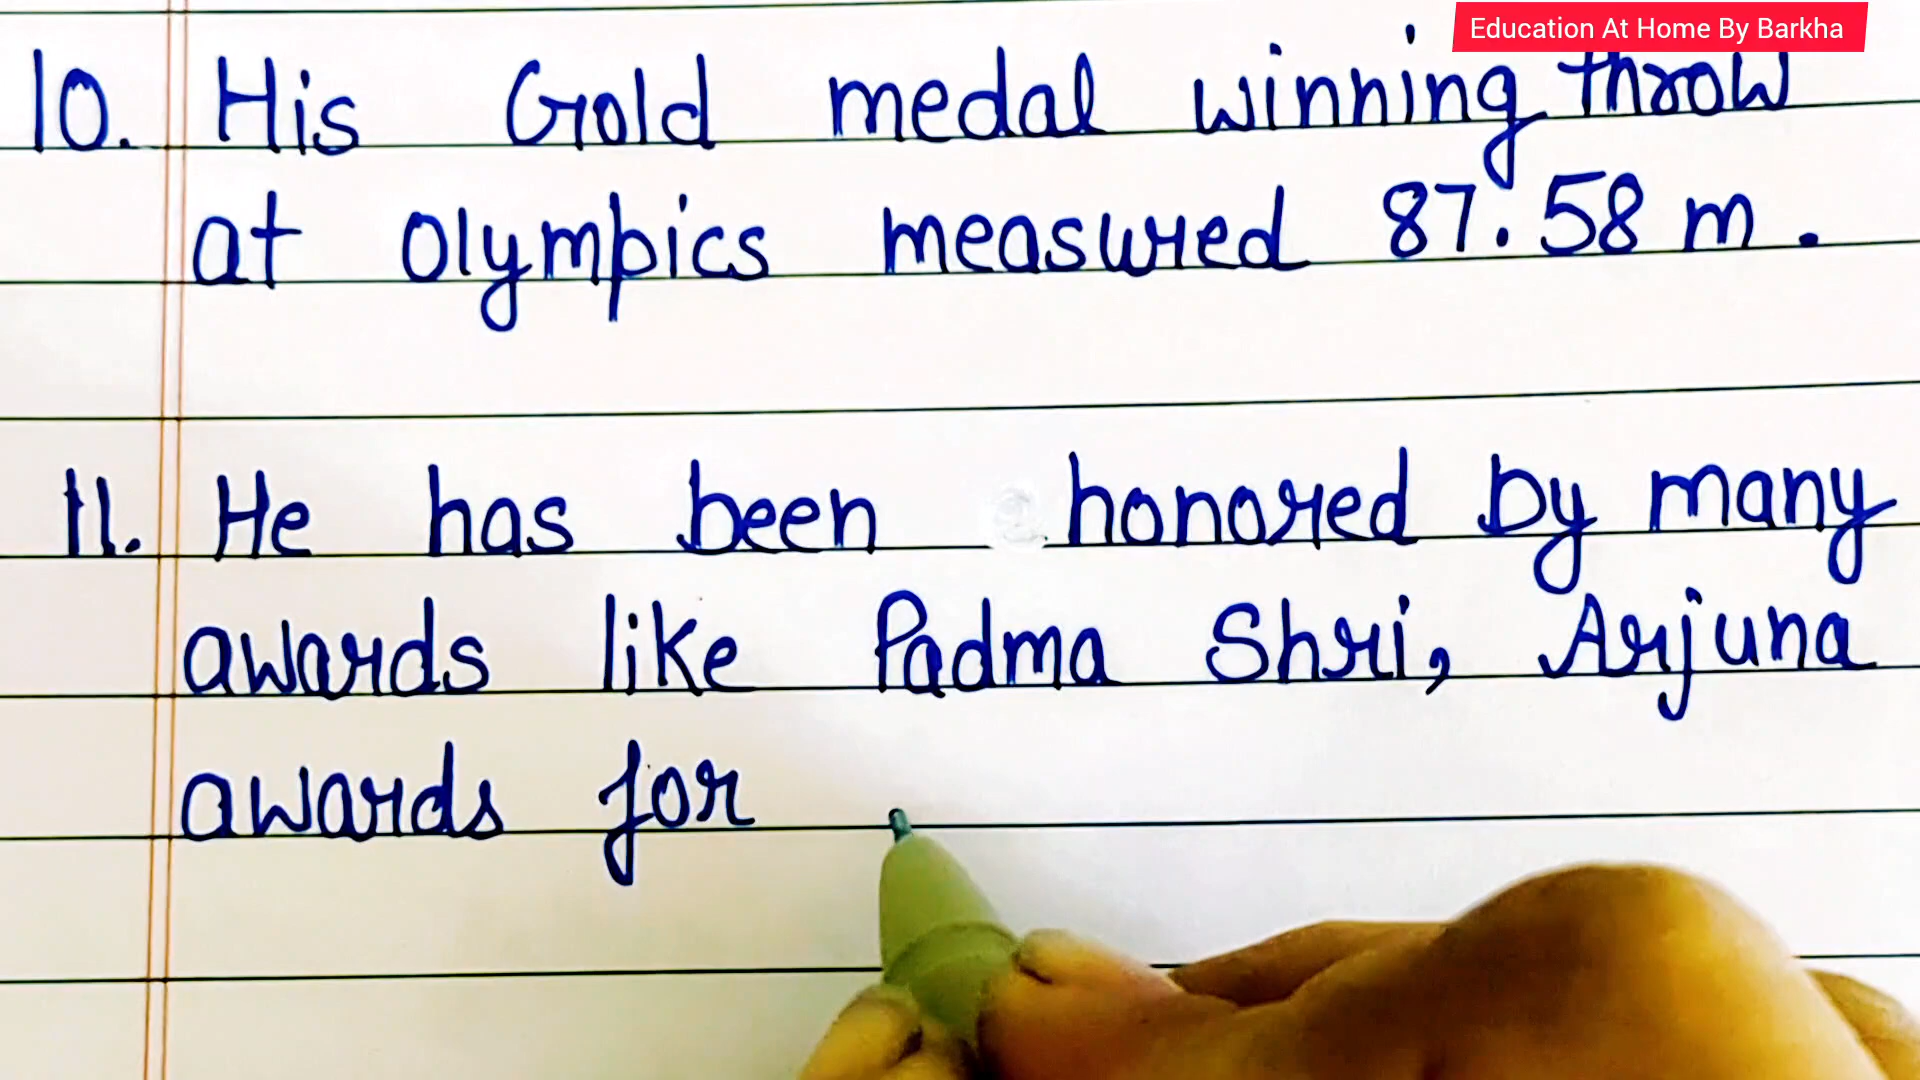 Education At Home By Barkha
10. His Gold medal winning throw
at olympics measured 87.58 m.
11. He has been honored by many
awards like Padma Shri, Arjuna
awards for